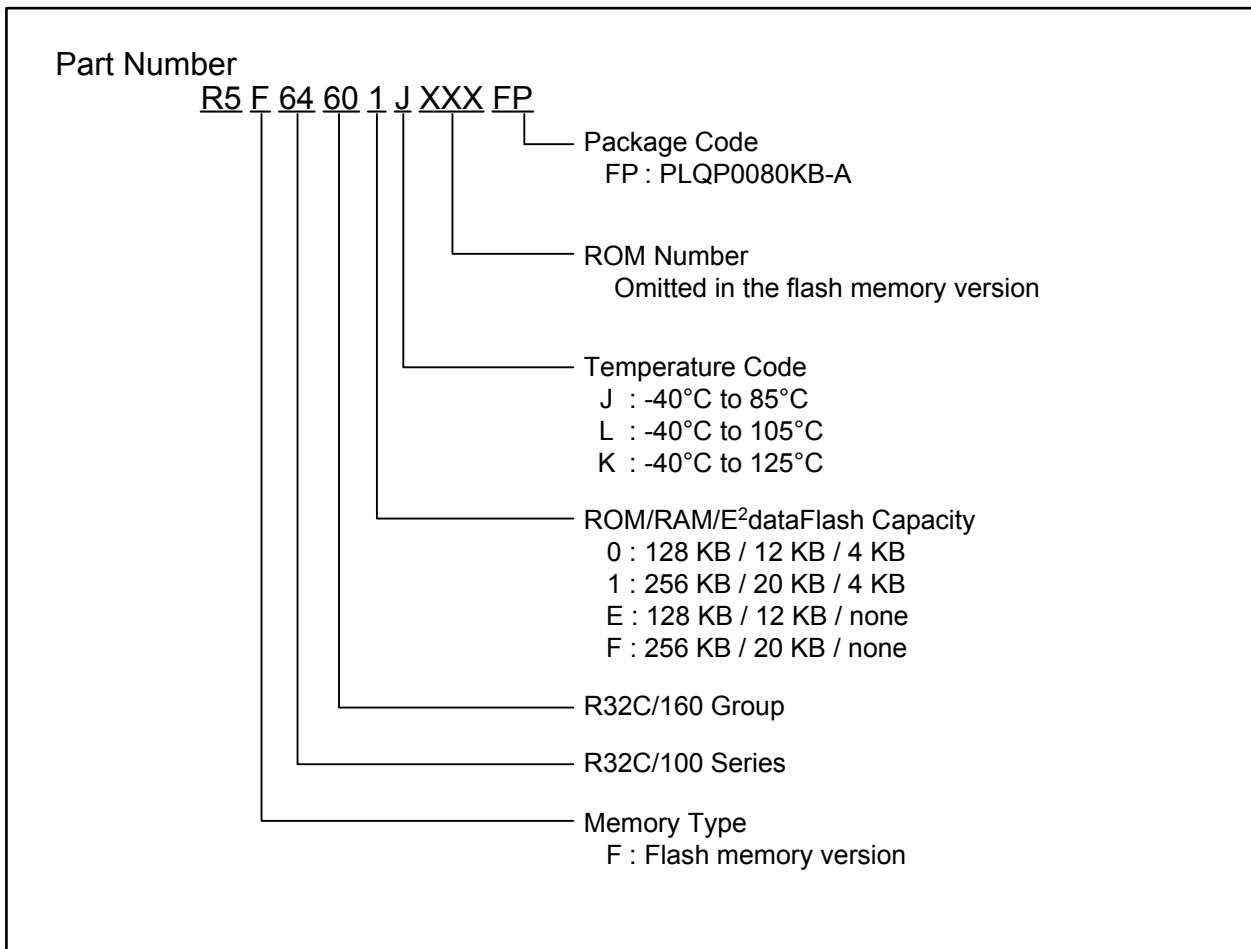 Part Number
R5 F 64 60 1 J XXX FP
Package Code
FP : PLQP0080KB-A
ROM Number
Omitted in the flash memory version
Temperature Code
J : -40°C to 85°C
L : -40°C to 105°C
K : -40°C to 125°C
ROM/RAM/E²dataFlash Capacity
0 : 128 KB / 12 KB / 4 KB
1 : 256 KB / 20 KB / 4 KB
E : 128 KB / 12 KB / none
F : 256 KB / 20 KB / none
R32C/160 Group
R32C/100 Series
Memory Type
F : Flash memory version